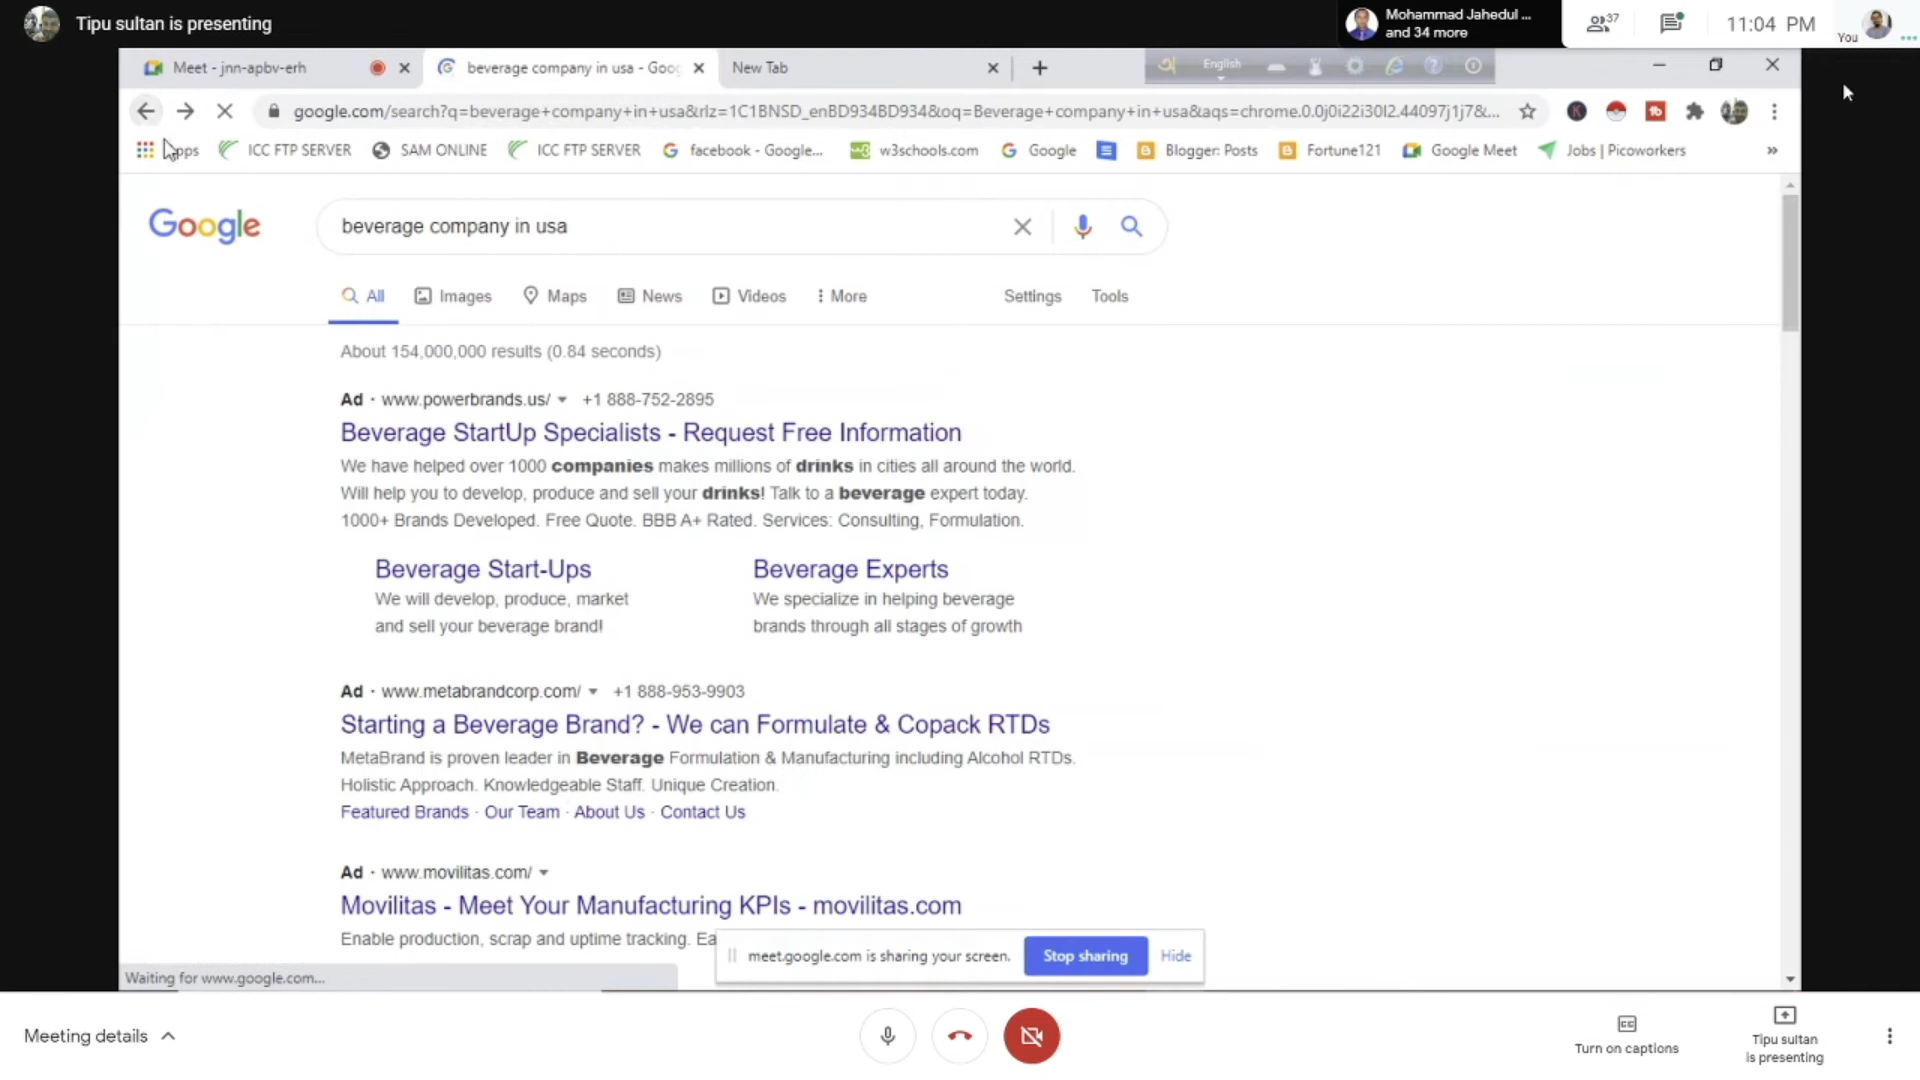 Tipu sultan is presenting
Mohammad Jahedul ...
and 34 more
37
11:04 PM
You
Meet - jnn-apbv-erh
beverage company in usa - Goog
New Tab
English
google.com/search?q=beverage+company+in+usa&rlz=1C1BNSD_enBD934BD934&oq=Beverage+company+in+usa&aqs=chrome.0.0j0i22i30l2.44097j1j7&...
ICC FTP SERVER
SAM ONLINE
ICC FTP SERVER
facebook - Google...
w3schools.com
Google
Blogger: Posts
Fortune121
Google Meet
Jobs | Picoworkers
»
Google
beverage company in usa
All
Images
Maps
News
Videos
More
Settings
Tools
About 154,000,000 results (0.84 seconds)
Ad · www.powerbrands.us/ +1 888-752-2895
Beverage StartUp Specialists - Request Free Information
We have helped over 1000 companies makes millions of drinks in cities all around the world.
Will help you to develop, produce and sell your drinks! Talk to a beverage expert today.
1000+ Brands Developed. Free Quote. BBB A+ Rated. Services: Consulting, Formulation.
Beverage Start-Ups
We will develop, produce, market
and sell your beverage brand!
Beverage Experts
We specialize in helping beverage
brands through all stages of growth
Ad · www.metabrandcorp.com/ +1 888-953-9903
Starting a Beverage Brand? - We can Formulate & Copack RTDs
MetaBrand is proven leader in Beverage Formulation & Manufacturing including Alcohol RTDs.
Holistic Approach. Knowledgeable Staff. Unique Creation.
Featured Brands · Our Team · About Us · Contact Us
Ad · www.movilitas.com/
Movilitas - Meet Your Manufacturing KPIs - movilitas.com
Enable production, scrap and uptime tracking. Ea
meet.google.com is sharing your screen.
Stop sharing
Hide
Waiting for www.google.com...
Meeting details
Turn on captions
Tipu sultan
is presenting